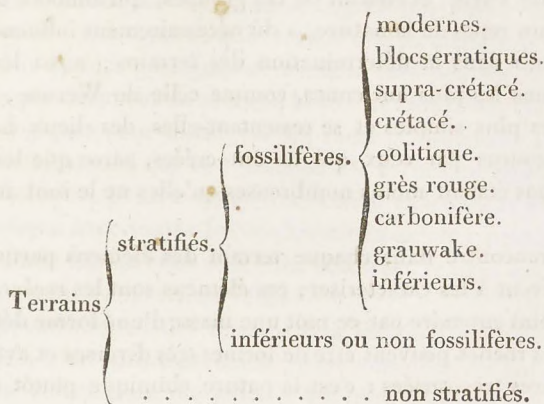 modernes.
blocs erratiques.
supra-crétacé.
crétacé.
fossilifères. oolitique.
grès rouge.
stratifiés. carbonifère.
grauwake.
Terrains inférieurs.
inférieurs ou non fossilifères.
. . . . . . . . . . non stratifiés.